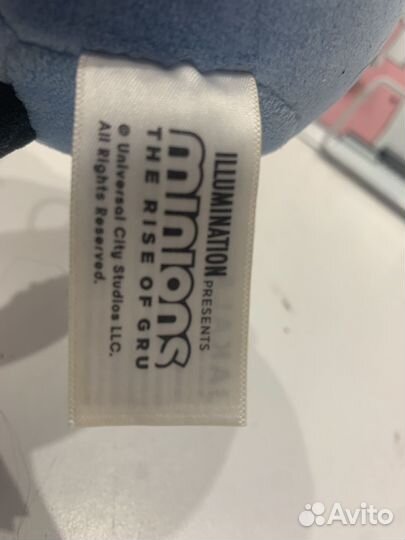 ILLUMINATION
PRESENTS
minions
THE RISE OF GRU
© Universal City Studios LLC.
All Rights Reserved.
Avito